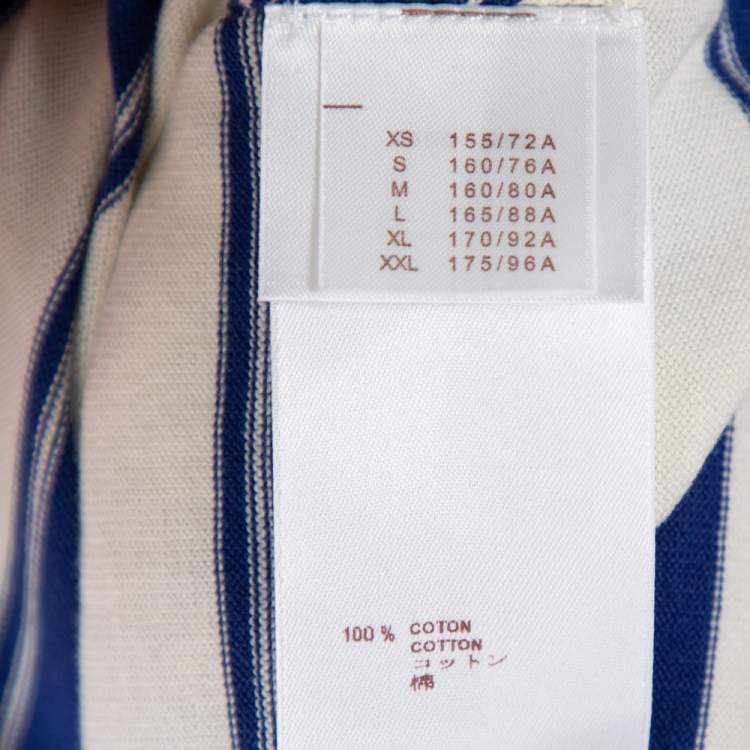 XS 155/72A
S 160/76A
M 160/80A
L 165/88A
XL 170/92A
XXL 175/96A
100 % COTON
COTTON
コットン
棉